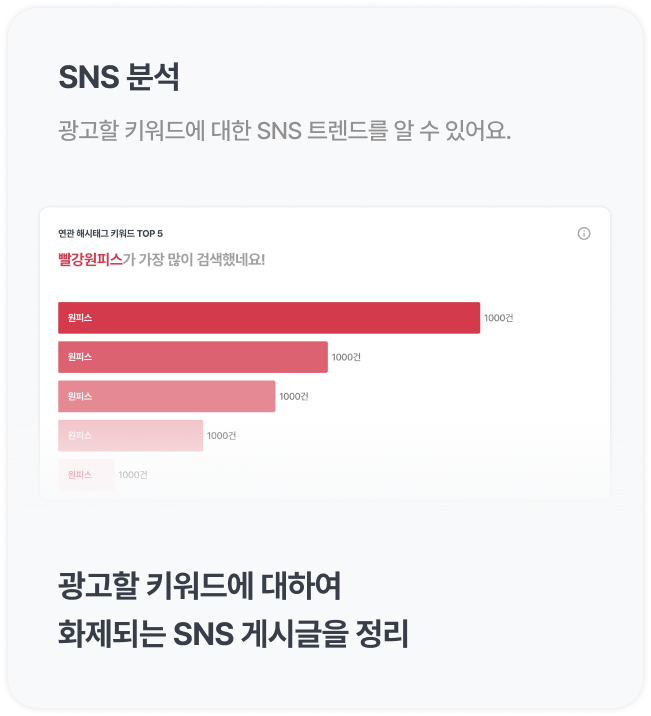 SNS 분석
광고할 키워드에 대한 SNS 트렌드를 알 수 있어요.
연관 해시태그 키워드 TOP 5
빨강원피스가 가장 많이 검색했네요!
원피스 1000건
원피스 1000건
원피스 1000건
원피스 1000건
원피스 1000건
광고할 키워드에 대하여
화제되는 SNS 게시글을 정리